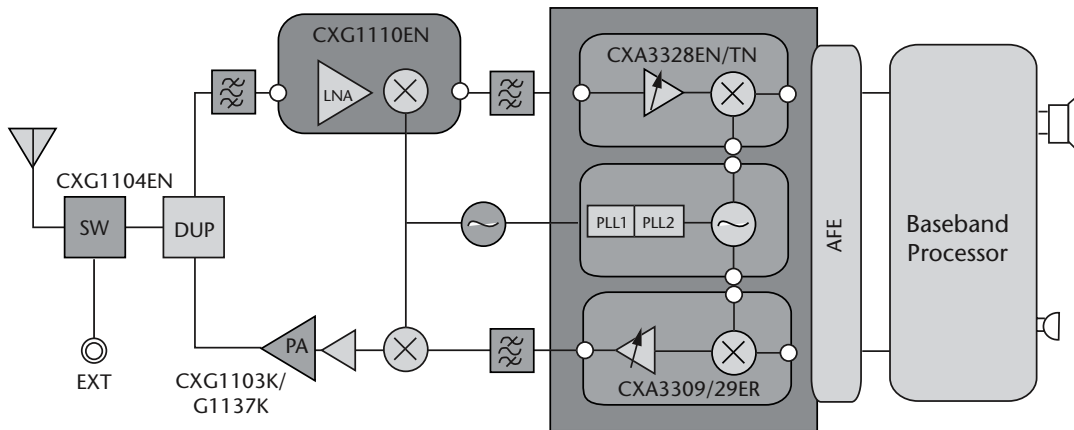 CXG1110EN
LNA
CXA3328EN/TN
CXG1104EN
SW
DUP
PLL1
PLL2
AFE
Baseband
Processor
EXT
PA
CXG1103K/
G1137K
CXA3309/29ER